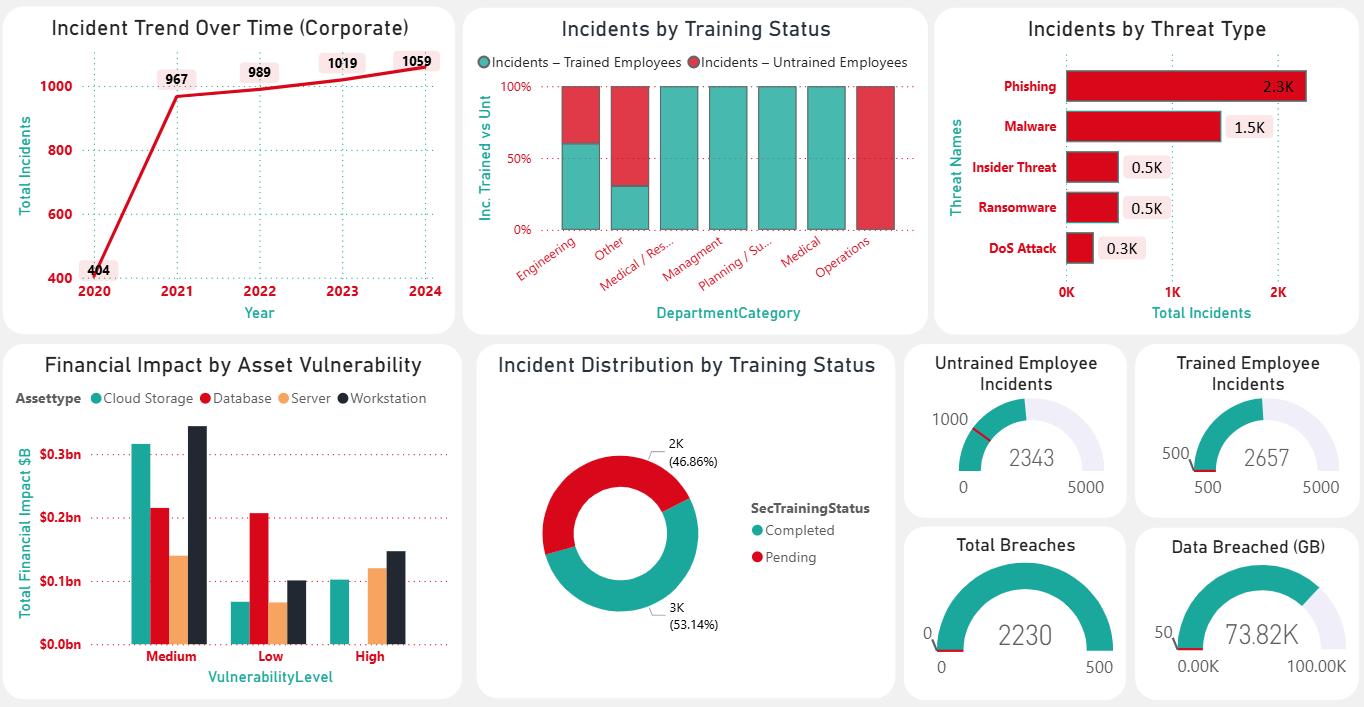 Incident Trend Over Time (Corporate)
Total Incidents
1000
800
600
400
404
967
989
1019
1059
2020
2021
2022
2023
2024
Year
Incidents by Training Status
Incidents – Trained Employees
Incidents – Untrained Employees
Inc. Trained vs Unt
100%
50%
0%
Engineering
Other
Medical / Res...
Managment
Planning / Su...
Medical
Operations
DepartmentCategory
Incidents by Threat Type
Threat Names
Phishing
2.3K
Malware
1.5K
Insider Threat
0.5K
Ransomware
0.5K
DoS Attack
0.3K
0K
1K
2K
Total Incidents
Financial Impact by Asset Vulnerability
Assettype
Cloud Storage
Database
Server
Workstation
Total Financial Impact $B
$0.3bn
$0.2bn
$0.1bn
$0.0bn
Medium
Low
High
VulnerabilityLevel
Incident Distribution by Training Status
2K
(46.86%)
3K
(53.14%)
SecTrainingStatus
Completed
Pending
Untrained Employee
Incidents
1000
2343
0
5000
Trained Employee
Incidents
500
2657
500
5000
Total Breaches
0
2230
0
500
Data Breached (GB)
50
73.82K
0.00K
100.00K